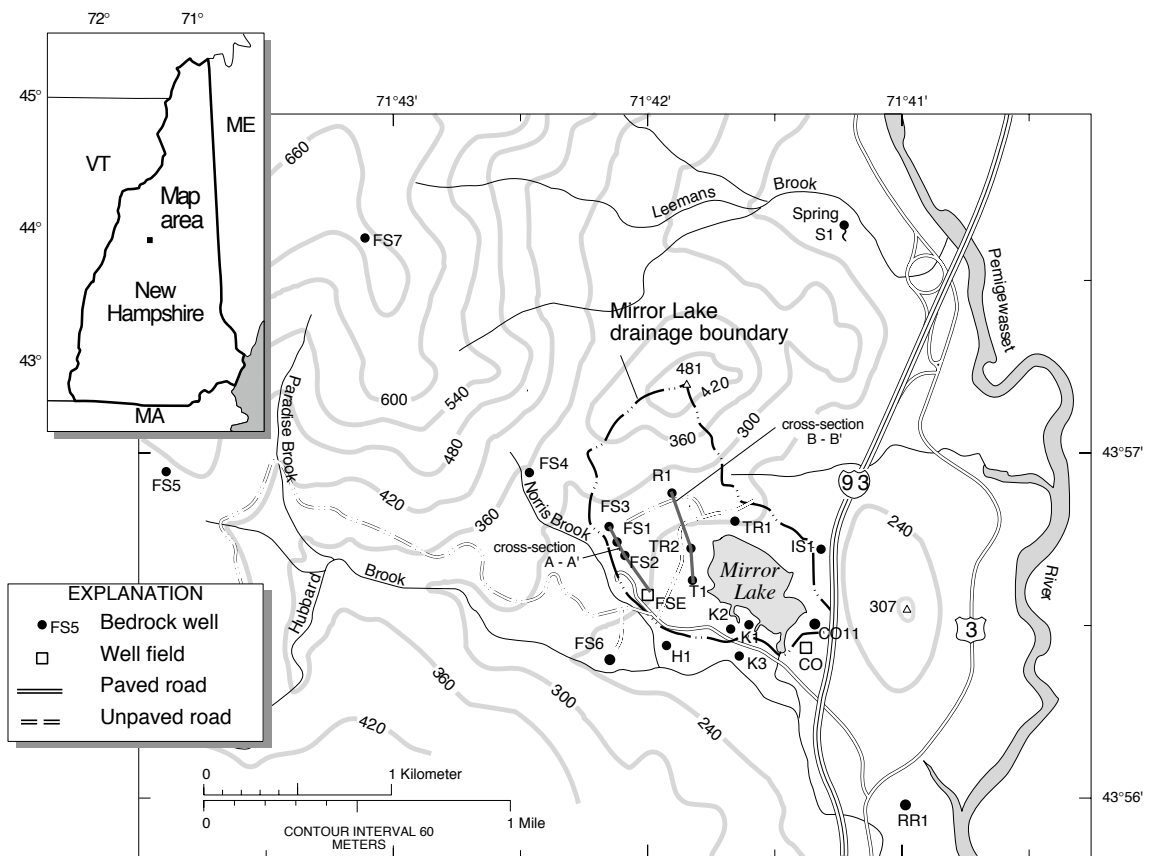 72°
71°
45°
44°
43°
VT
ME
Map
area
New
Hampshire
MA
71°43'
71°42'
71°41'
660
FS7
Leemans
Brook
Spring
S1
Pemigewasset
Mirror Lake
drainage boundary
481
420
600
540
480
420
360
360
300
cross-section
B - B'
43°57'
Paradise Brook
FS5
FS4
Norris Brook
R1
FS3
FS1
FS2
cross-section
A - A'
TR1
TR2
T1
IS1
Mirror
Lake
93
240
307
River
3
Brook
Hubbard
FSE
K2
K1
K3
CO11
CO
H1
FS6
360
300
240
420
EXPLANATION
FS5 Bedrock well
Well field
Paved road
Unpaved road
0 1 Kilometer
0 1 Mile
CONTOUR INTERVAL 60
METERS
43°56'
RR1